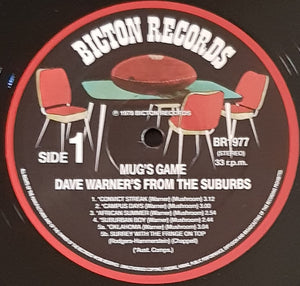 BICTON RECORDS
℗ 1978 BICTON RECORDS
SIDE 1
BR 977
(STEREO)
33 r.p.m.
MUG'S GAME
DAVE WARNER'S FROM THE SUBURBS
1. *CONVICT STREAK (Warner) (Mushroom) 3.12
2. *CAMPUS DAYS (Warner) (Mushroom) 3.04
3. *AFRICAN SUMMER (Warner) (Mushroom) 2.54
4. *SUBURBAN BOY (Warner) (Mushroom) 2.44
5a. *OKLAHOMA (Warner) (Mushroom) 3.04
5b. SURREY WITH THE FRINGE ON TOP
(Rodgers-Hammerstein) (Chappell)
(*Aust. Comps.)